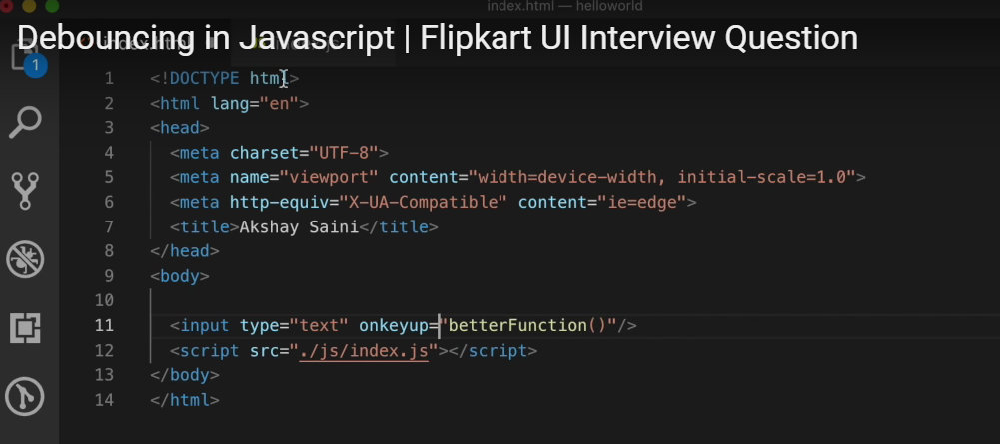 index.html — helloworld
Debouncing in Javascript | Flipkart UI Interview Question
1
1 <!DOCTYPE html>
2 <html lang="en">
3 <head>
4 <meta charset="UTF-8">
5 <meta name="viewport" content="width=device-width, initial-scale=1.0">
6 <meta http-equiv="X-UA-Compatible" content="ie=edge">
7 <title>Akshay Saini</title>
8 </head>
9 <body>
10
11 <input type="text" onkeyup="betterFunction()"/>
12 <script src="./js/index.js"></script>
13 </body>
14 </html>